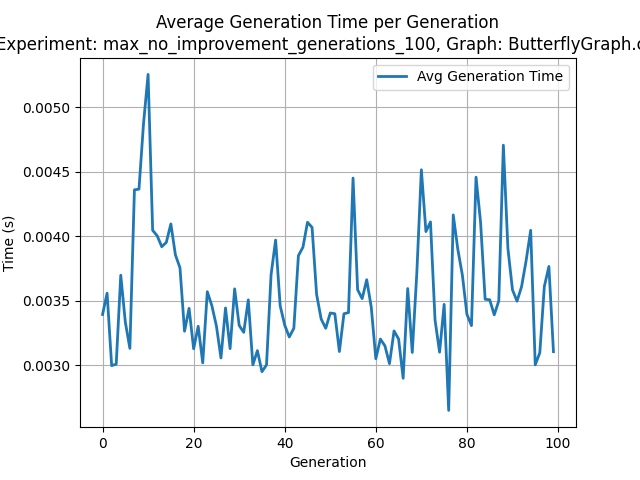 Average Generation Time per Generation
Experiment: max_no_improvement_generations_100, Graph: ButterflyGraph.
Avg Generation Time
0.0050
0.0045
0.0040
0.0035
0.0030
Time (s)
0 20 40 60 80 100
Generation